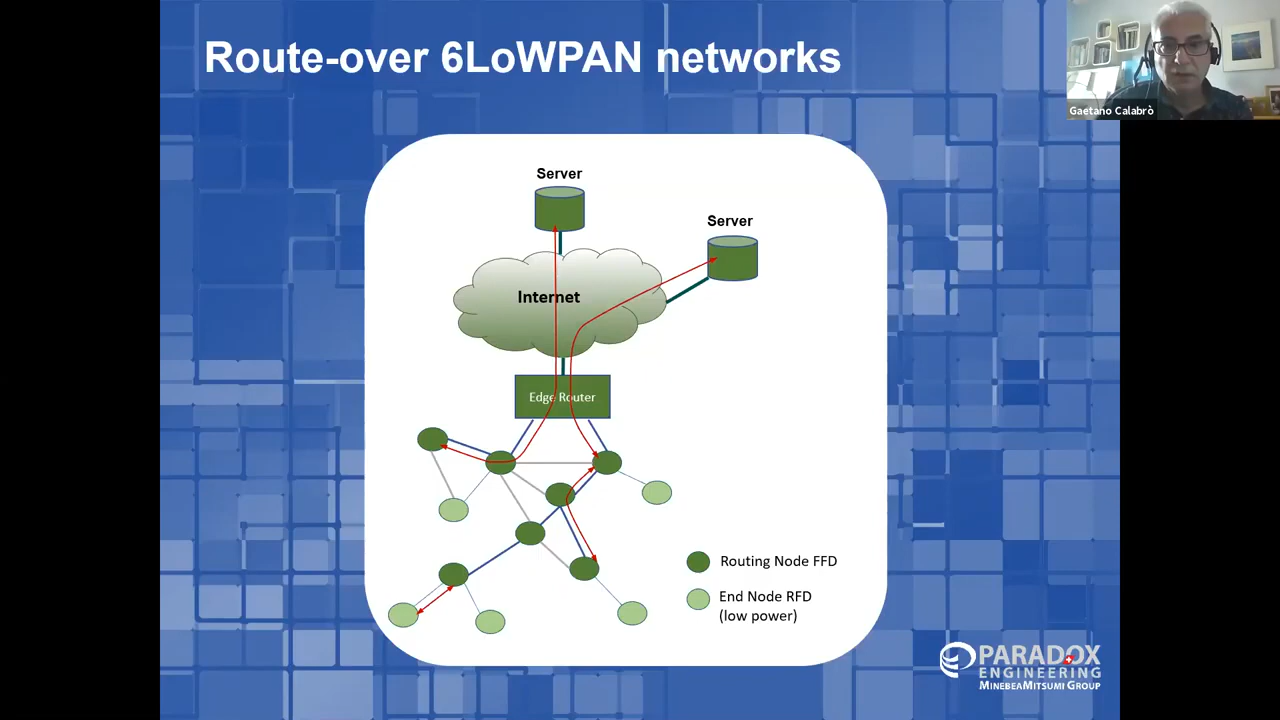 Route-over 6LoWPAN networks
Gaetano Calabrò
Server
Server
Internet
Edge Router
Routing Node FFD
End Node RFD
(low power)
PARADOX
ENGINEERING
MINEBEAMITSUMI GROUP